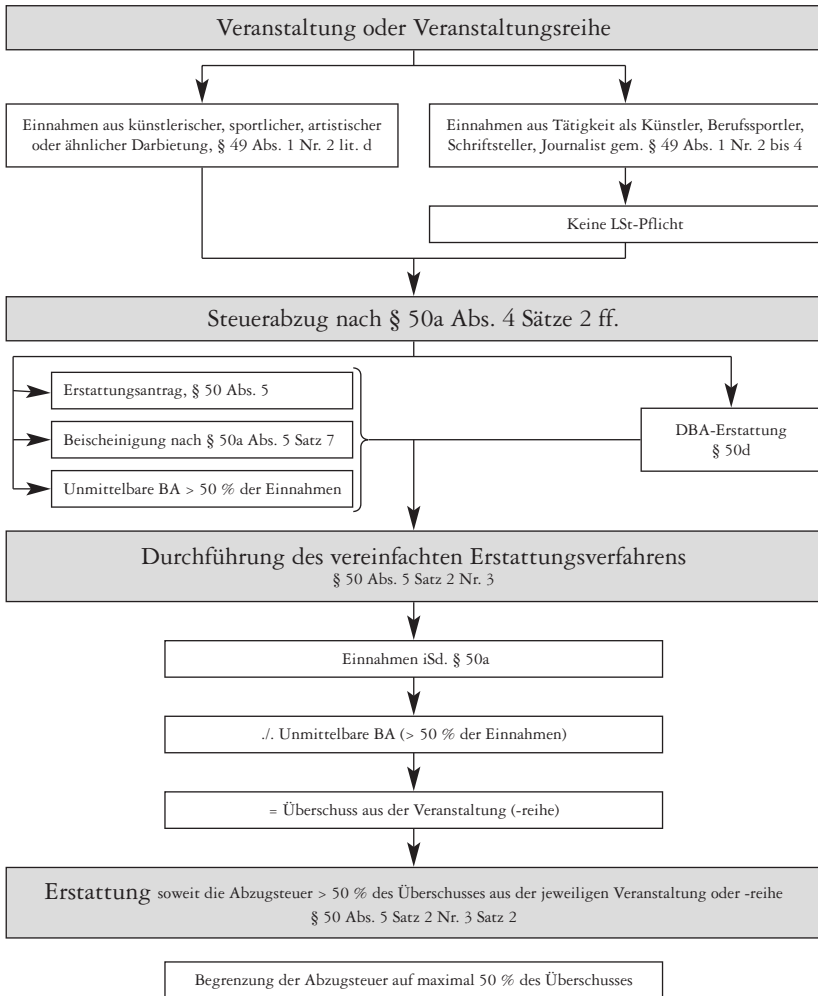 Veranstaltung oder Veranstaltungsreihe
Einnahmen aus künstlerischer, sportlicher, artistischer
oder ähnlicher Darbietung, § 49 Abs. 1 Nr. 2 lit. d
Einnahmen aus Tätigkeit als Künstler, Berufssportler,
Schriftsteller, Journalist gem. § 49 Abs. 1 Nr. 2 bis 4
Keine LSt-Pflicht
Steuerabzug nach § 50a Abs. 4 Sätze 2 ff.
Erstattungsantrag, § 50 Abs. 5
Beischeinigung nach § 50a Abs. 5 Satz 7
Unmittelbare BA > 50 % der Einnahmen
DBA-Erstattung
§ 50d
Durchführung des vereinfachten Erstattungsverfahrens
§ 50 Abs. 5 Satz 2 Nr. 3
Einnahmen iSd. § 50a
./. Unmittelbare BA (> 50 % der Einnahmen)
= Überschuss aus der Veranstaltung (-reihe)
Erstattung soweit die Abzugsteuer > 50 % des Überschusses aus der jeweiligen Veranstaltung oder -reihe
§ 50 Abs. 5 Satz 2 Nr. 3 Satz 2
Begrenzung der Abzugsteuer auf maximal 50 % des Überschusses